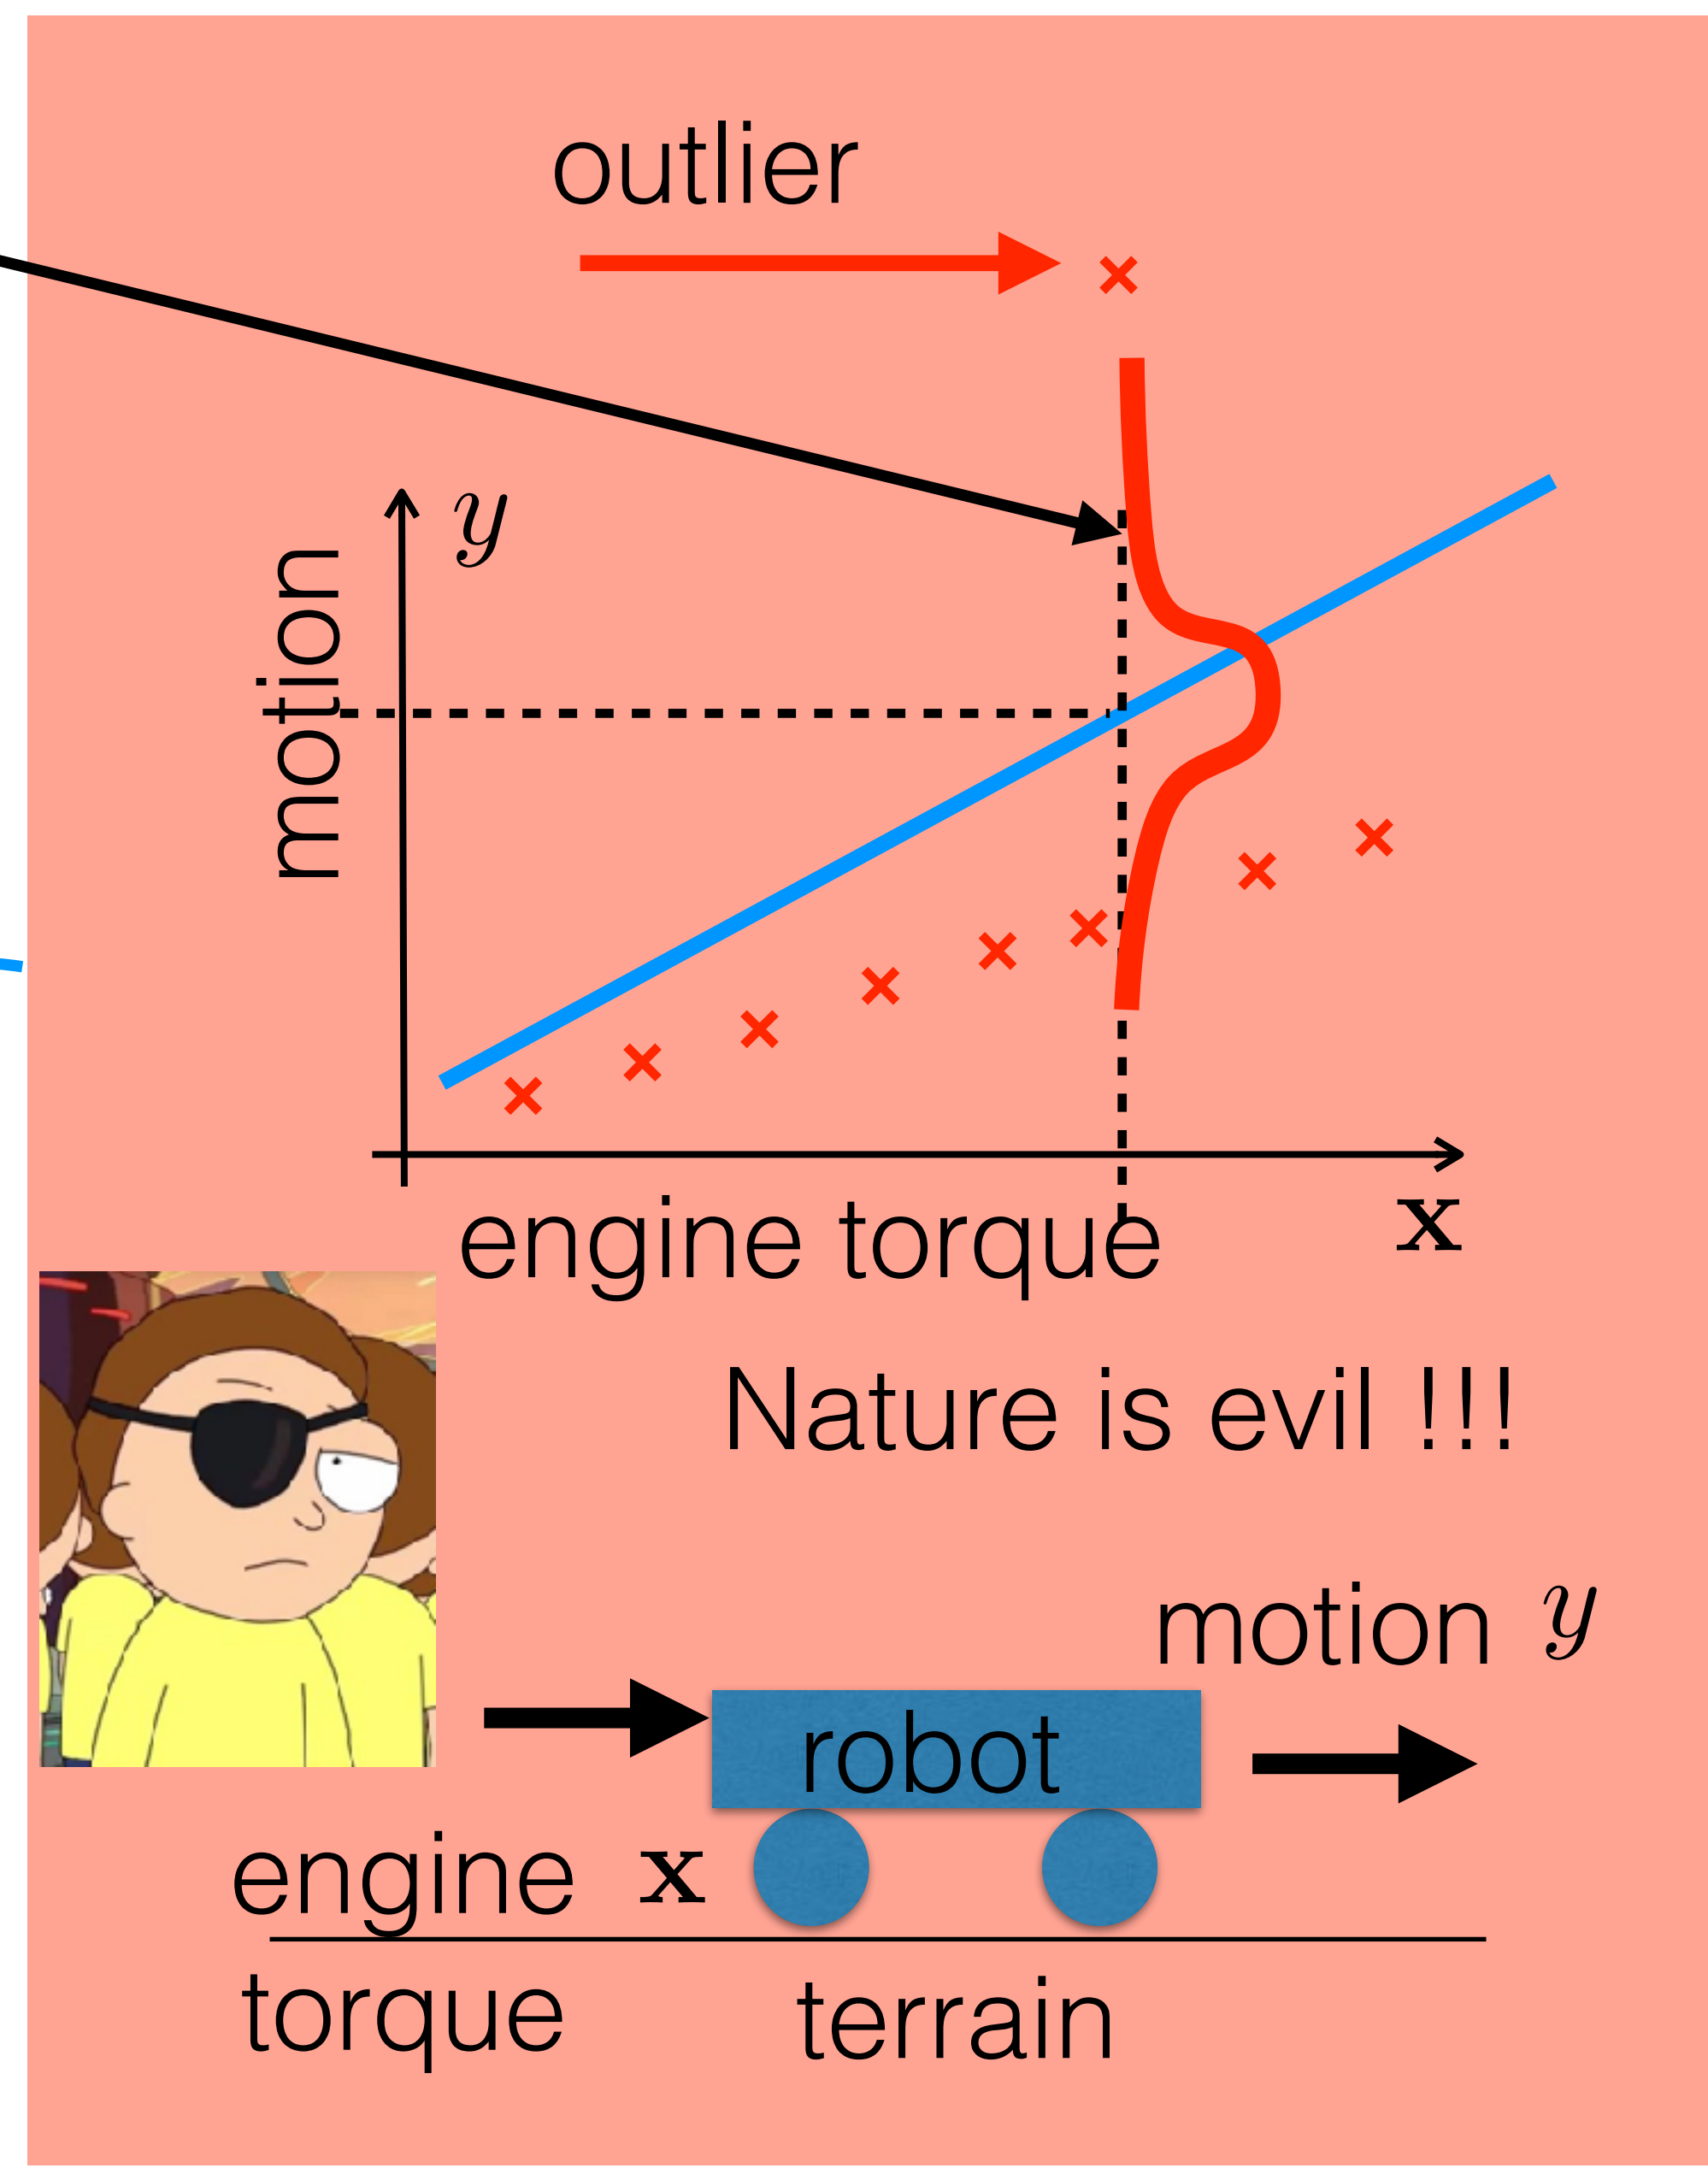 outlier
y
motion
engine torque
x
Nature is evil !!!
motion y
robot
engine x
torque
terrain